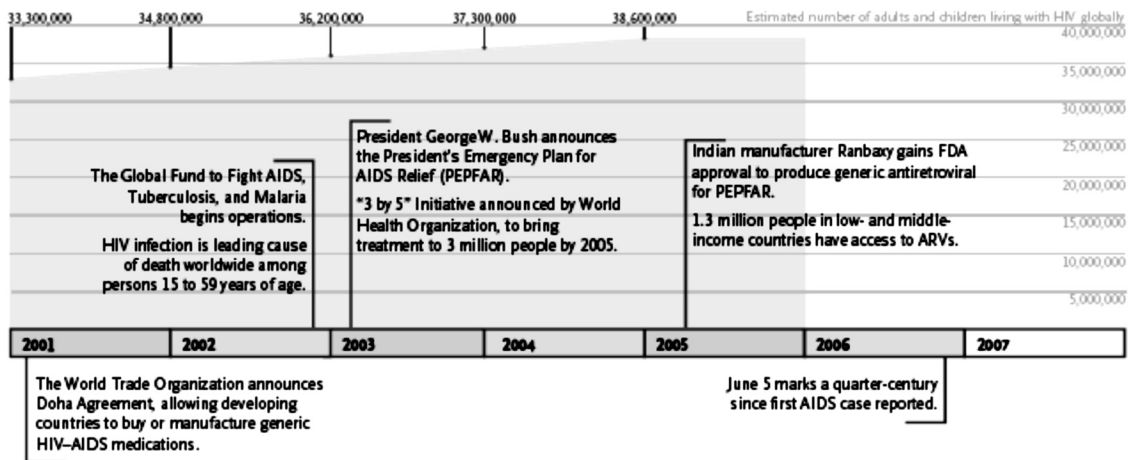 33,300,000 34,800,000 36,200,000 37,300,000 38,600,000 Estimated number of adults and children living with HIV globally
40,000,000
35,000,000
30,000,000
25,000,000
20,000,000
15,000,000
10,000,000
5,000,000
The Global Fund to Fight AIDS,
Tuberculosis, and Malaria
begins operations.
HIV infection is leading cause
of death worldwide among
persons 15 to 59 years of age.
President George W. Bush announces
the President's Emergency Plan for
AIDS Relief (PEPFAR).
"3 by 5" Initiative announced by World
Health Organization, to bring
treatment to 3 million people by 2005.
Indian manufacturer Ranbaxy gains FDA
approval to produce generic antiretroviral
for PEPFAR.
1.3 million people in low- and middle-
income countries have access to ARVs.
2001 2002 2003 2004 2005 2006 2007
The World Trade Organization announces
Doha Agreement, allowing developing
countries to buy or manufacture generic
HIV–AIDS medications.
June 5 marks a quarter-century
since first AIDS case reported.